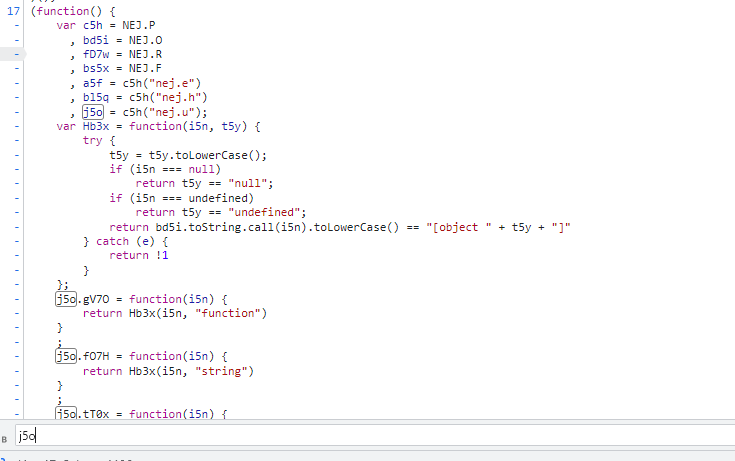 17 (function() {
- var c5h = NEJ.P
- , bd5i = NEJ.O
- , fD7w = NEJ.R
- , bs5x = NEJ.F
- , a5f = c5h("nej.e")
- , bl5q = c5h("nej.h")
- , j5o = c5h("nej.u");
- var Hb3x = function(i5n, t5y) {
- try {
- t5y = t5y.toLowerCase();
- if (i5n === null)
- return t5y == "null";
- if (i5n === undefined)
- return t5y == "undefined";
- return bd5i.toString.call(i5n).toLowerCase() == "[object " + t5y + "]"
- } catch (e) {
- return !1
- }
- };
- j5o.gV7O = function(i5n) {
- return Hb3x(i5n, "function")
- }
- ;
- j5o.fO7H = function(i5n) {
- return Hb3x(i5n, "string")
- }
- ;
- j5o.tT0x = function(i5n) {
j5o